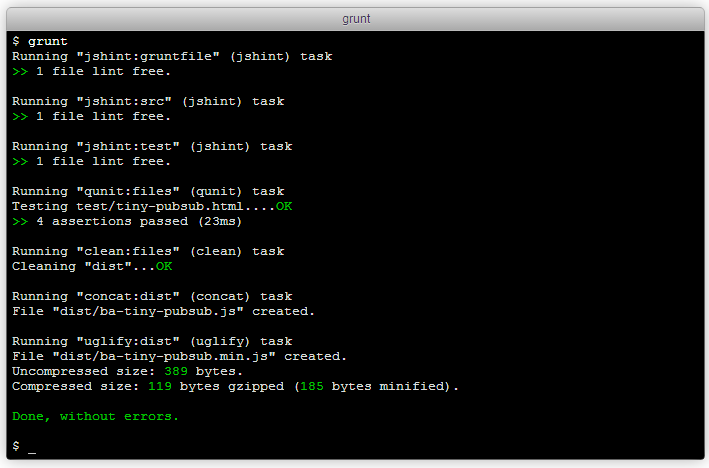 grunt
$ grunt
Running "jshint:gruntfile" (jshint) task
>> 1 file lint free.
Running "jshint:src" (jshint) task
>> 1 file lint free.
Running "jshint:test" (jshint) task
>> 1 file lint free.
Running "qunit:files" (qunit) task
Testing test/tiny-pubsub.html....OK
>> 4 assertions passed (23ms)
Running "clean:files" (clean) task
Cleaning "dist"...OK
Running "concat:dist" (concat) task
File "dist/ba-tiny-pubsub.js" created.
Running "uglify:dist" (uglify) task
File "dist/ba-tiny-pubsub.min.js" created.
Uncompressed size: 389 bytes.
Compressed size: 119 bytes gzipped (185 bytes minified).
Done, without errors.
$ _